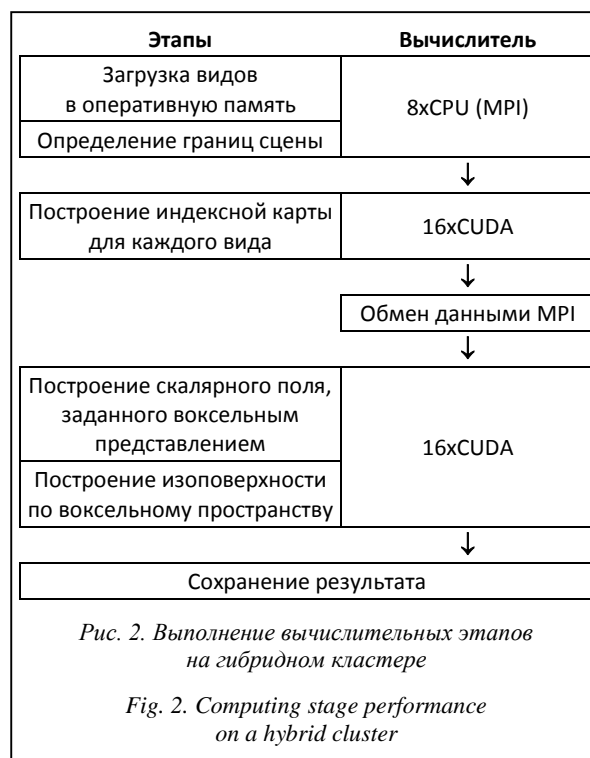 Этапы
Вычислитель
Загрузка видов
в оперативную память
Определение границ сцены
8xCPU (MPI)
↓
Построение индексной карты
для каждого вида
16xCUDA
↓
Обмен данными MPI
↓
Построение скалярного поля,
заданного воксельным
представлением
Построение изоповерхности
по воксельному пространству
16xCUDA
↓
Сохранение результата
Рис. 2. Выполнение вычислительных этапов
на гибридном кластере
Fig. 2. Computing stage performance
on a hybrid cluster